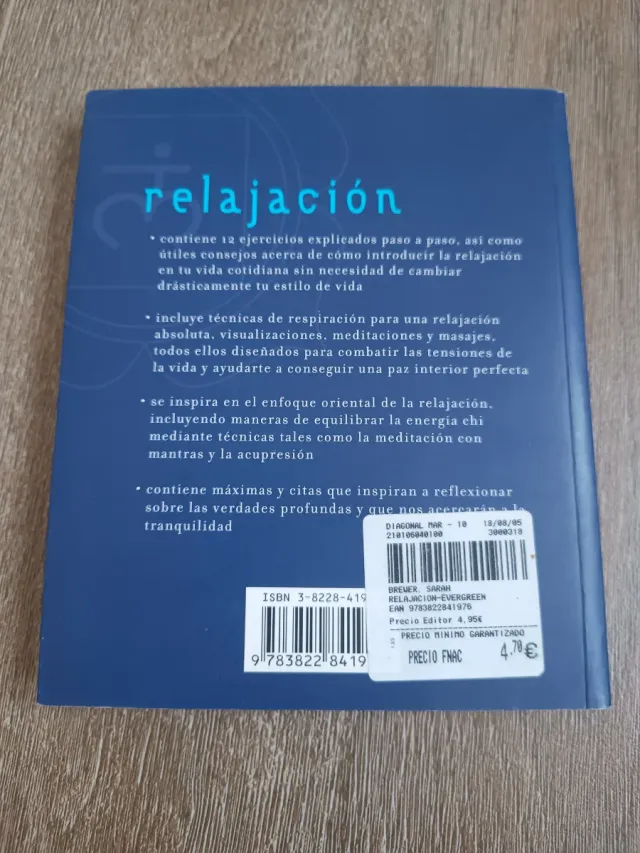 relajación
• contiene 12 ejercicios explicados paso a paso, así como
útiles consejos acerca de cómo introducir la relajación
en tu vida cotidiana sin necesidad de cambiar
drásticamente tu estilo de vida
• incluye técnicas de respiración para una relajación
absoluta, visualizaciones, meditaciones y masajes,
todos ellos diseñados para combatir las tensiones de
la vida y ayudarte a conseguir una paz interior perfecta
• se inspira en el enfoque oriental de la relajación,
incluyendo maneras de equilibrar la energía chi
mediante técnicas tales como la meditación con
mantras y la acupresión
• contiene máximas y citas que inspiran a reflexionar
sobre las verdades profundas y que nos acercarán a la
tranquilidad
DIAGONAL MAR - 10 18/08/05
210106040100 3000318
BREWER, SARAH
RELAJACION-EVERGREEN
EAN 9783822841976
Precio Editor 4,95€
PRECIO MINIMO GARANTIZADO
PRECIO FNAC 4,70€
ISBN 3-8228-419
9 783822 8419